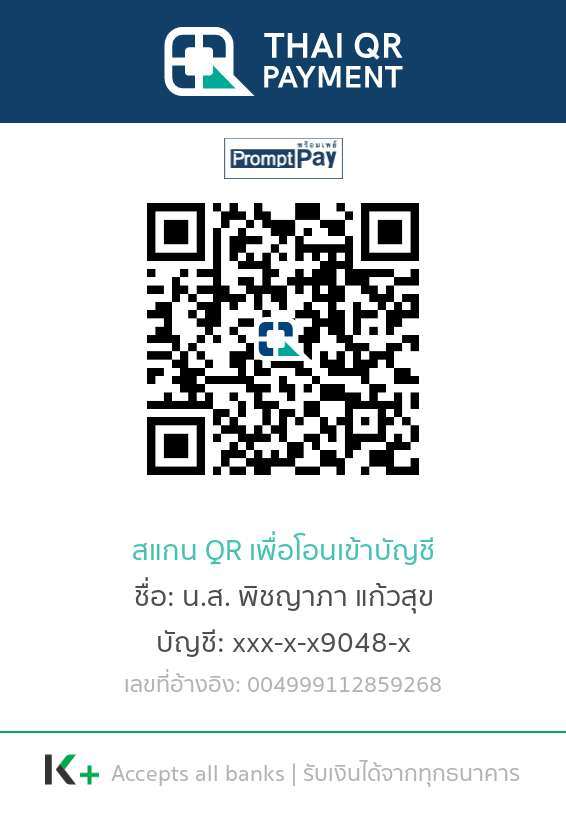 THAI QR
PAYMENT
พร้อมเพย์
PromptPay
สแกน QR เพื่อโอนเข้าบัญชี
ชื่อ: น.ส. พิชญาภา แก้วสุข
บัญชี: xxx-x-x9048-x
เลขที่อ้างอิง: 004999112859268
K+ Accepts all banks | รับเงินได้จากทุกธนาคาร